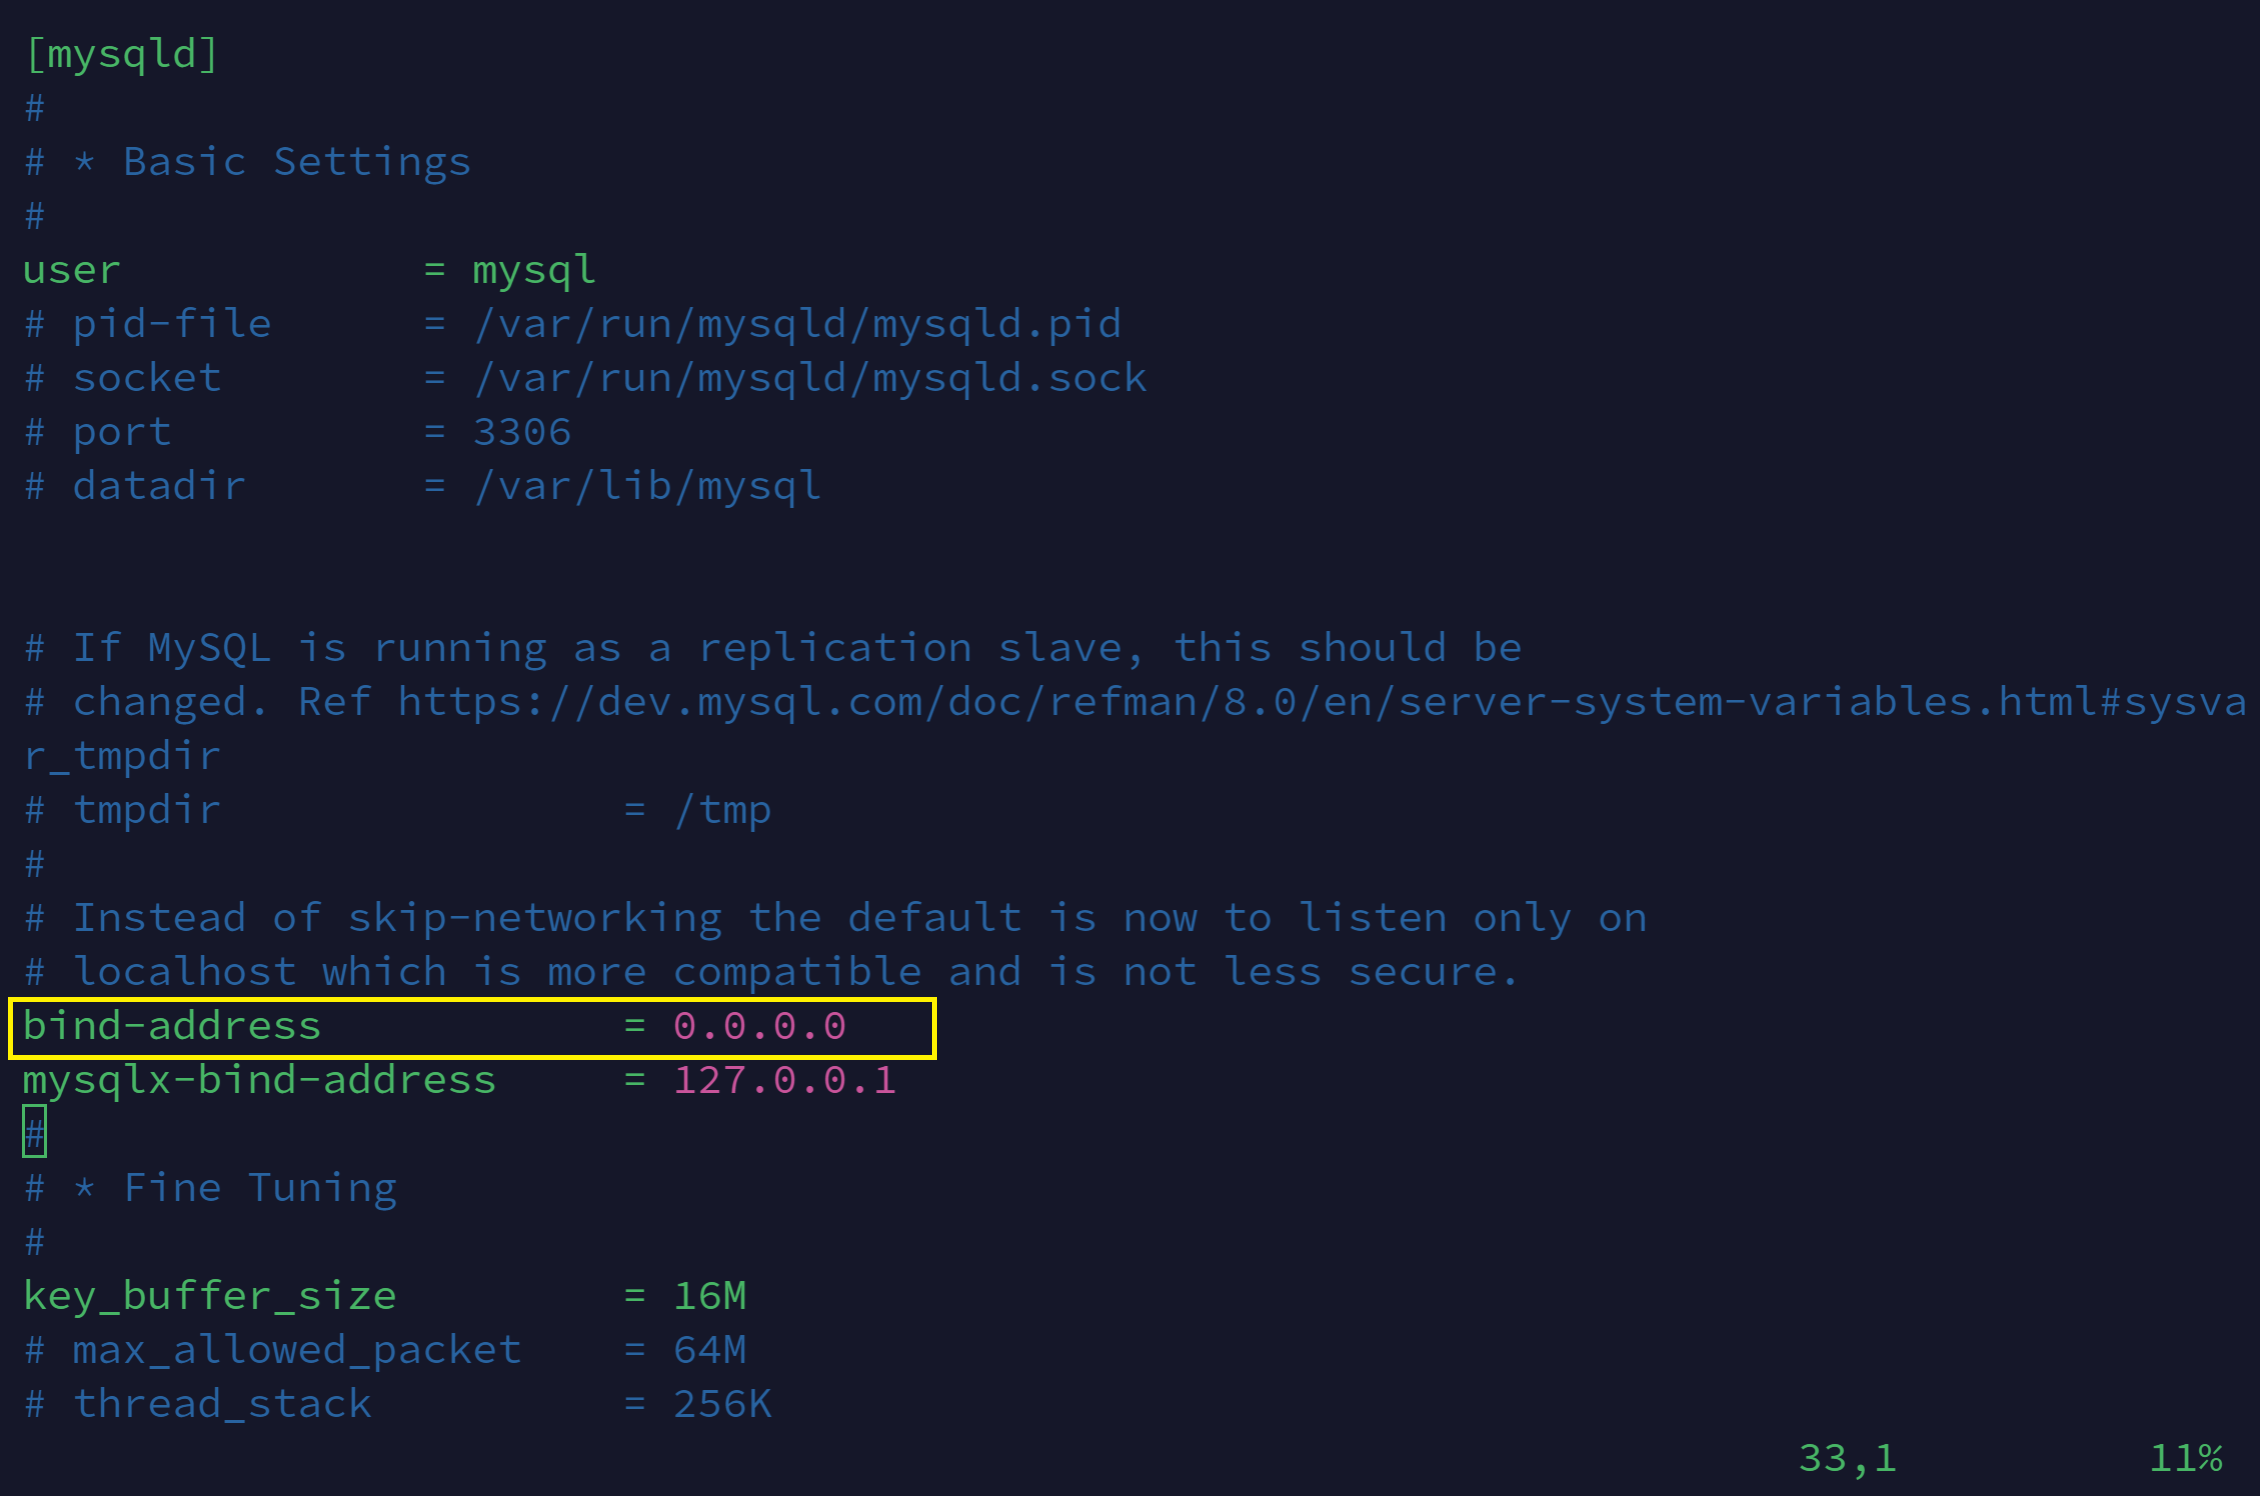 [mysqld]
#
# * Basic Settings
#
user            = mysql
# pid-file      = /var/run/mysqld/mysqld.pid
# socket        = /var/run/mysqld/mysqld.sock
# port          = 3306
# datadir       = /var/lib/mysql
# If MySQL is running as a replication slave, this should be
# changed. Ref https://dev.mysql.com/doc/refman/8.0/en/server-system-variables.html#sysva
r_tmpdir
# tmpdir                = /tmp
#
# Instead of skip-networking the default is now to listen only on
# localhost which is more compatible and is not less secure.
bind-address            = 0.0.0.0
mysqlx-bind-address     = 127.0.0.1
#
# * Fine Tuning
#
key_buffer_size         = 16M
# max_allowed_packet    = 64M
# thread_stack          = 256K
33,1          11%